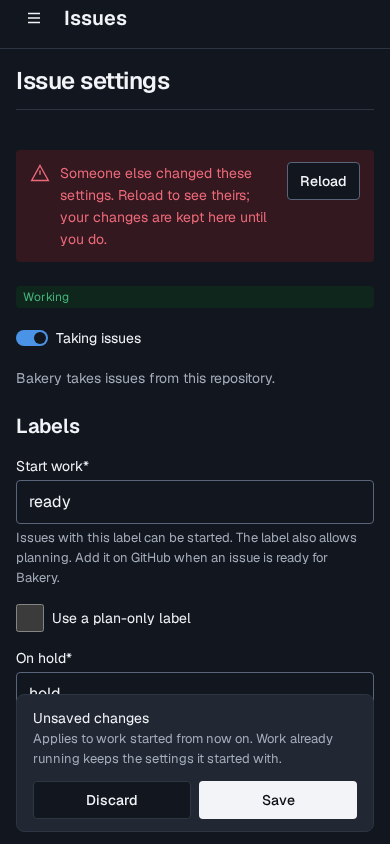 Issues
Issue settings
Someone else changed these
settings. Reload to see theirs;
your changes are kept here until
you do.
Reload
Working
Taking issues
Bakery takes issues from this repository.
Labels
Start work*
ready
Issues with this label can be started. The label also allows
planning. Add it on GitHub when an issue is ready for
Bakery.
Use a plan-only label
On hold*
hold
Unsaved changes
Applies to work started from now on. Work already
running keeps the settings it started with.
Discard
Save